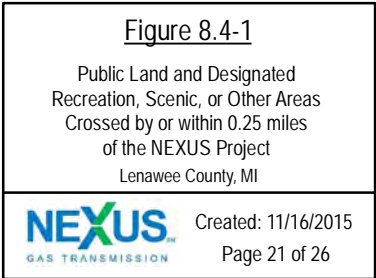 Figure 8.4-1
Public Land and Designated
Recreation, Scenic, or Other Areas
Crossed by or within 0.25 miles
of the NEXUS Project
Lenawee County, MI
NEXUS
GAS TRANSMISSION
Created: 11/16/2015
Page 21 of 26